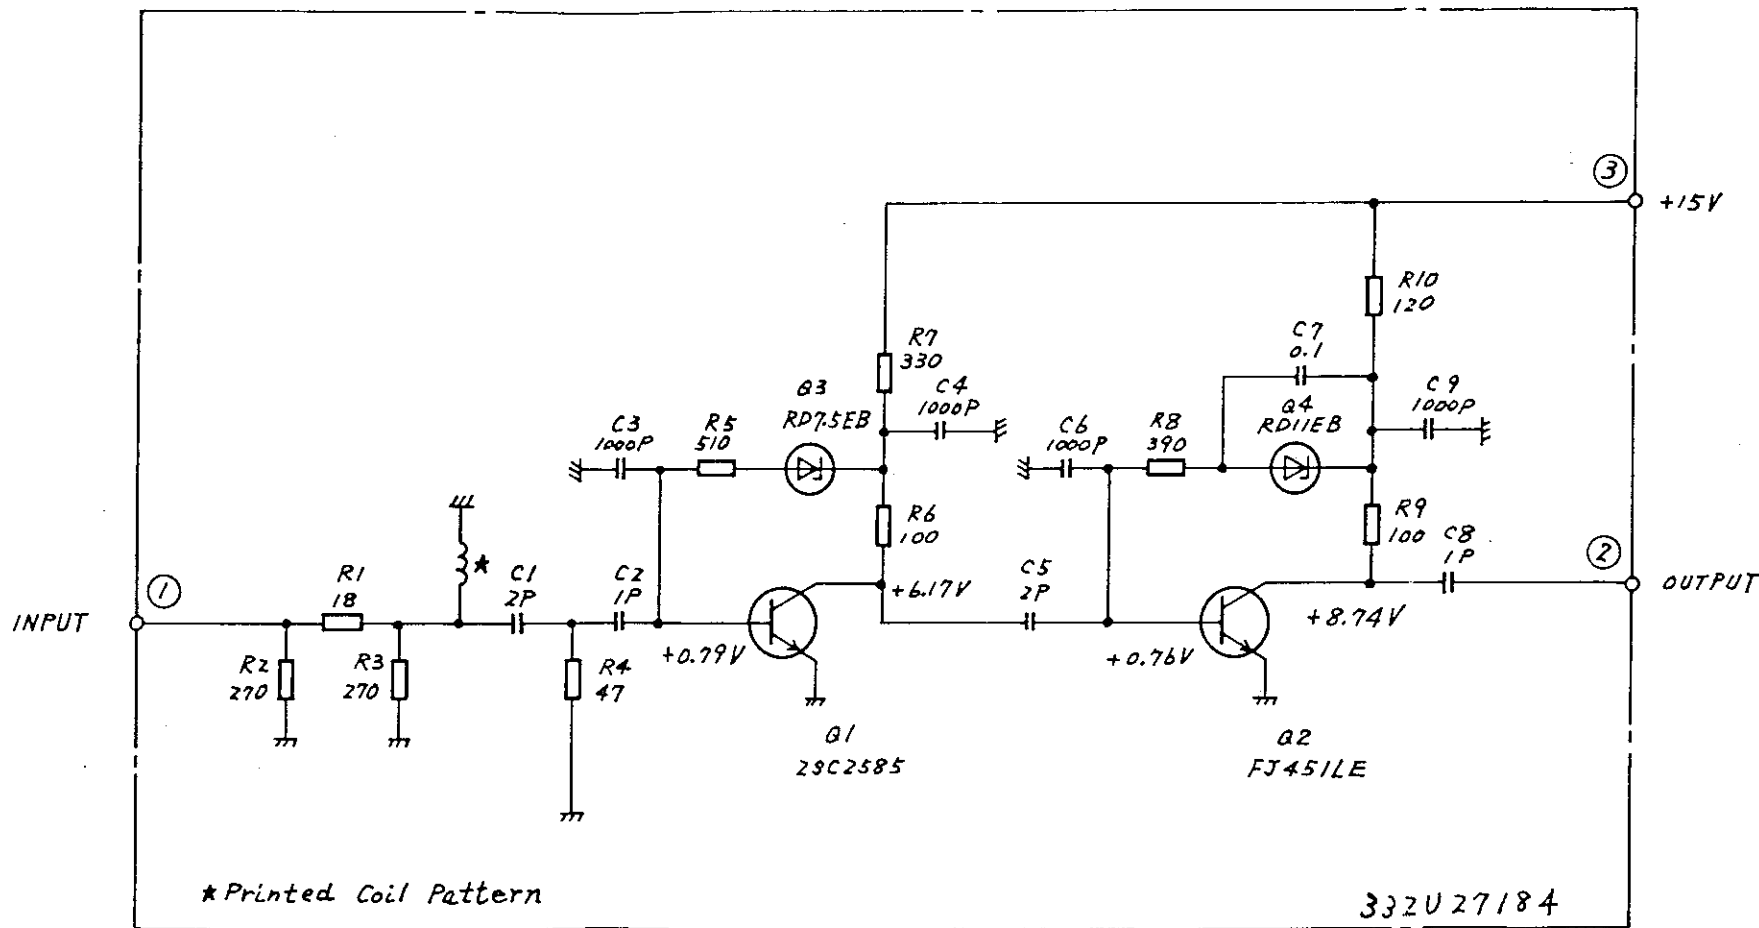 3
+15V
R10
120
C7
0.1
R7
330
Q3
RD7.5EB
C4
1000P
Q4
RD11EB
C9
1000P
C3
1000P
R5
510
C6
1000P
R8
390
R6
100
R9
100
C8
1P
2
OUTPUT
1
INPUT
R1
18
*
C1
2P
C2
1P
+6.17V
C5
2P
+8.74V
R2
270
R3
270
R4
47
+0.79V
+0.76V
Q1
2SC2585
Q2
FJ451LE
*Printed Coil Pattern
332U27184